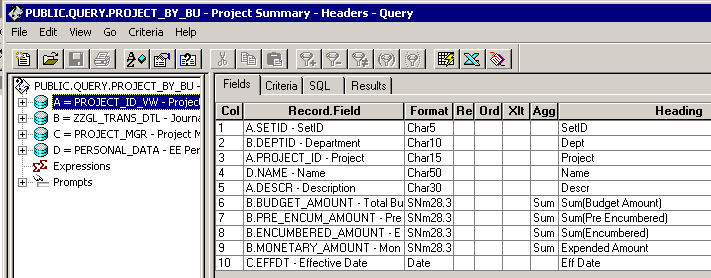 PUBLIC.QUERY.PROJECT_BY_BU - Project Summary - Headers - Query
File Edit View Go Help
PUBLIC.QUERY.PROJECT_BY_BU -
A = PROJECT_ID_VW - Projec
B = ZZGL_TRANS_DTL - Journa
C = PROJECT_MGR - Project M
D = PERSONAL_DATA - EE Per
Expressions
Prompts
Fields Criteria SQL Results
Col Record.Field Format Re Ord Xlt Agg Heading
1 A.SETID - SetID Char5 SetID
2 B.DEPTID - Department Char10 Dept
3 A.PROJECT_ID - Project Char15 Project
4 D.NAME - Name Char50 Name
5 A.DESCR - Description Char30 Descr
6 B.BUDGET_AMOUNT - Total Bu SNm28.3 Sum Sum(Budget Amount)
7 B.PRE_ENCUM_AMOUNT - Pre SNm28.3 Sum Sum(Pre Encumbered)
8 B.ENCUMBERED_AMOUNT - E SNm28.3 Sum Sum(Encumbered)
9 B.MONETARY_AMOUNT - Mon SNm28.3 Sum Expended Amount
10 C.EFFDT - Effective Date Date Eff Date